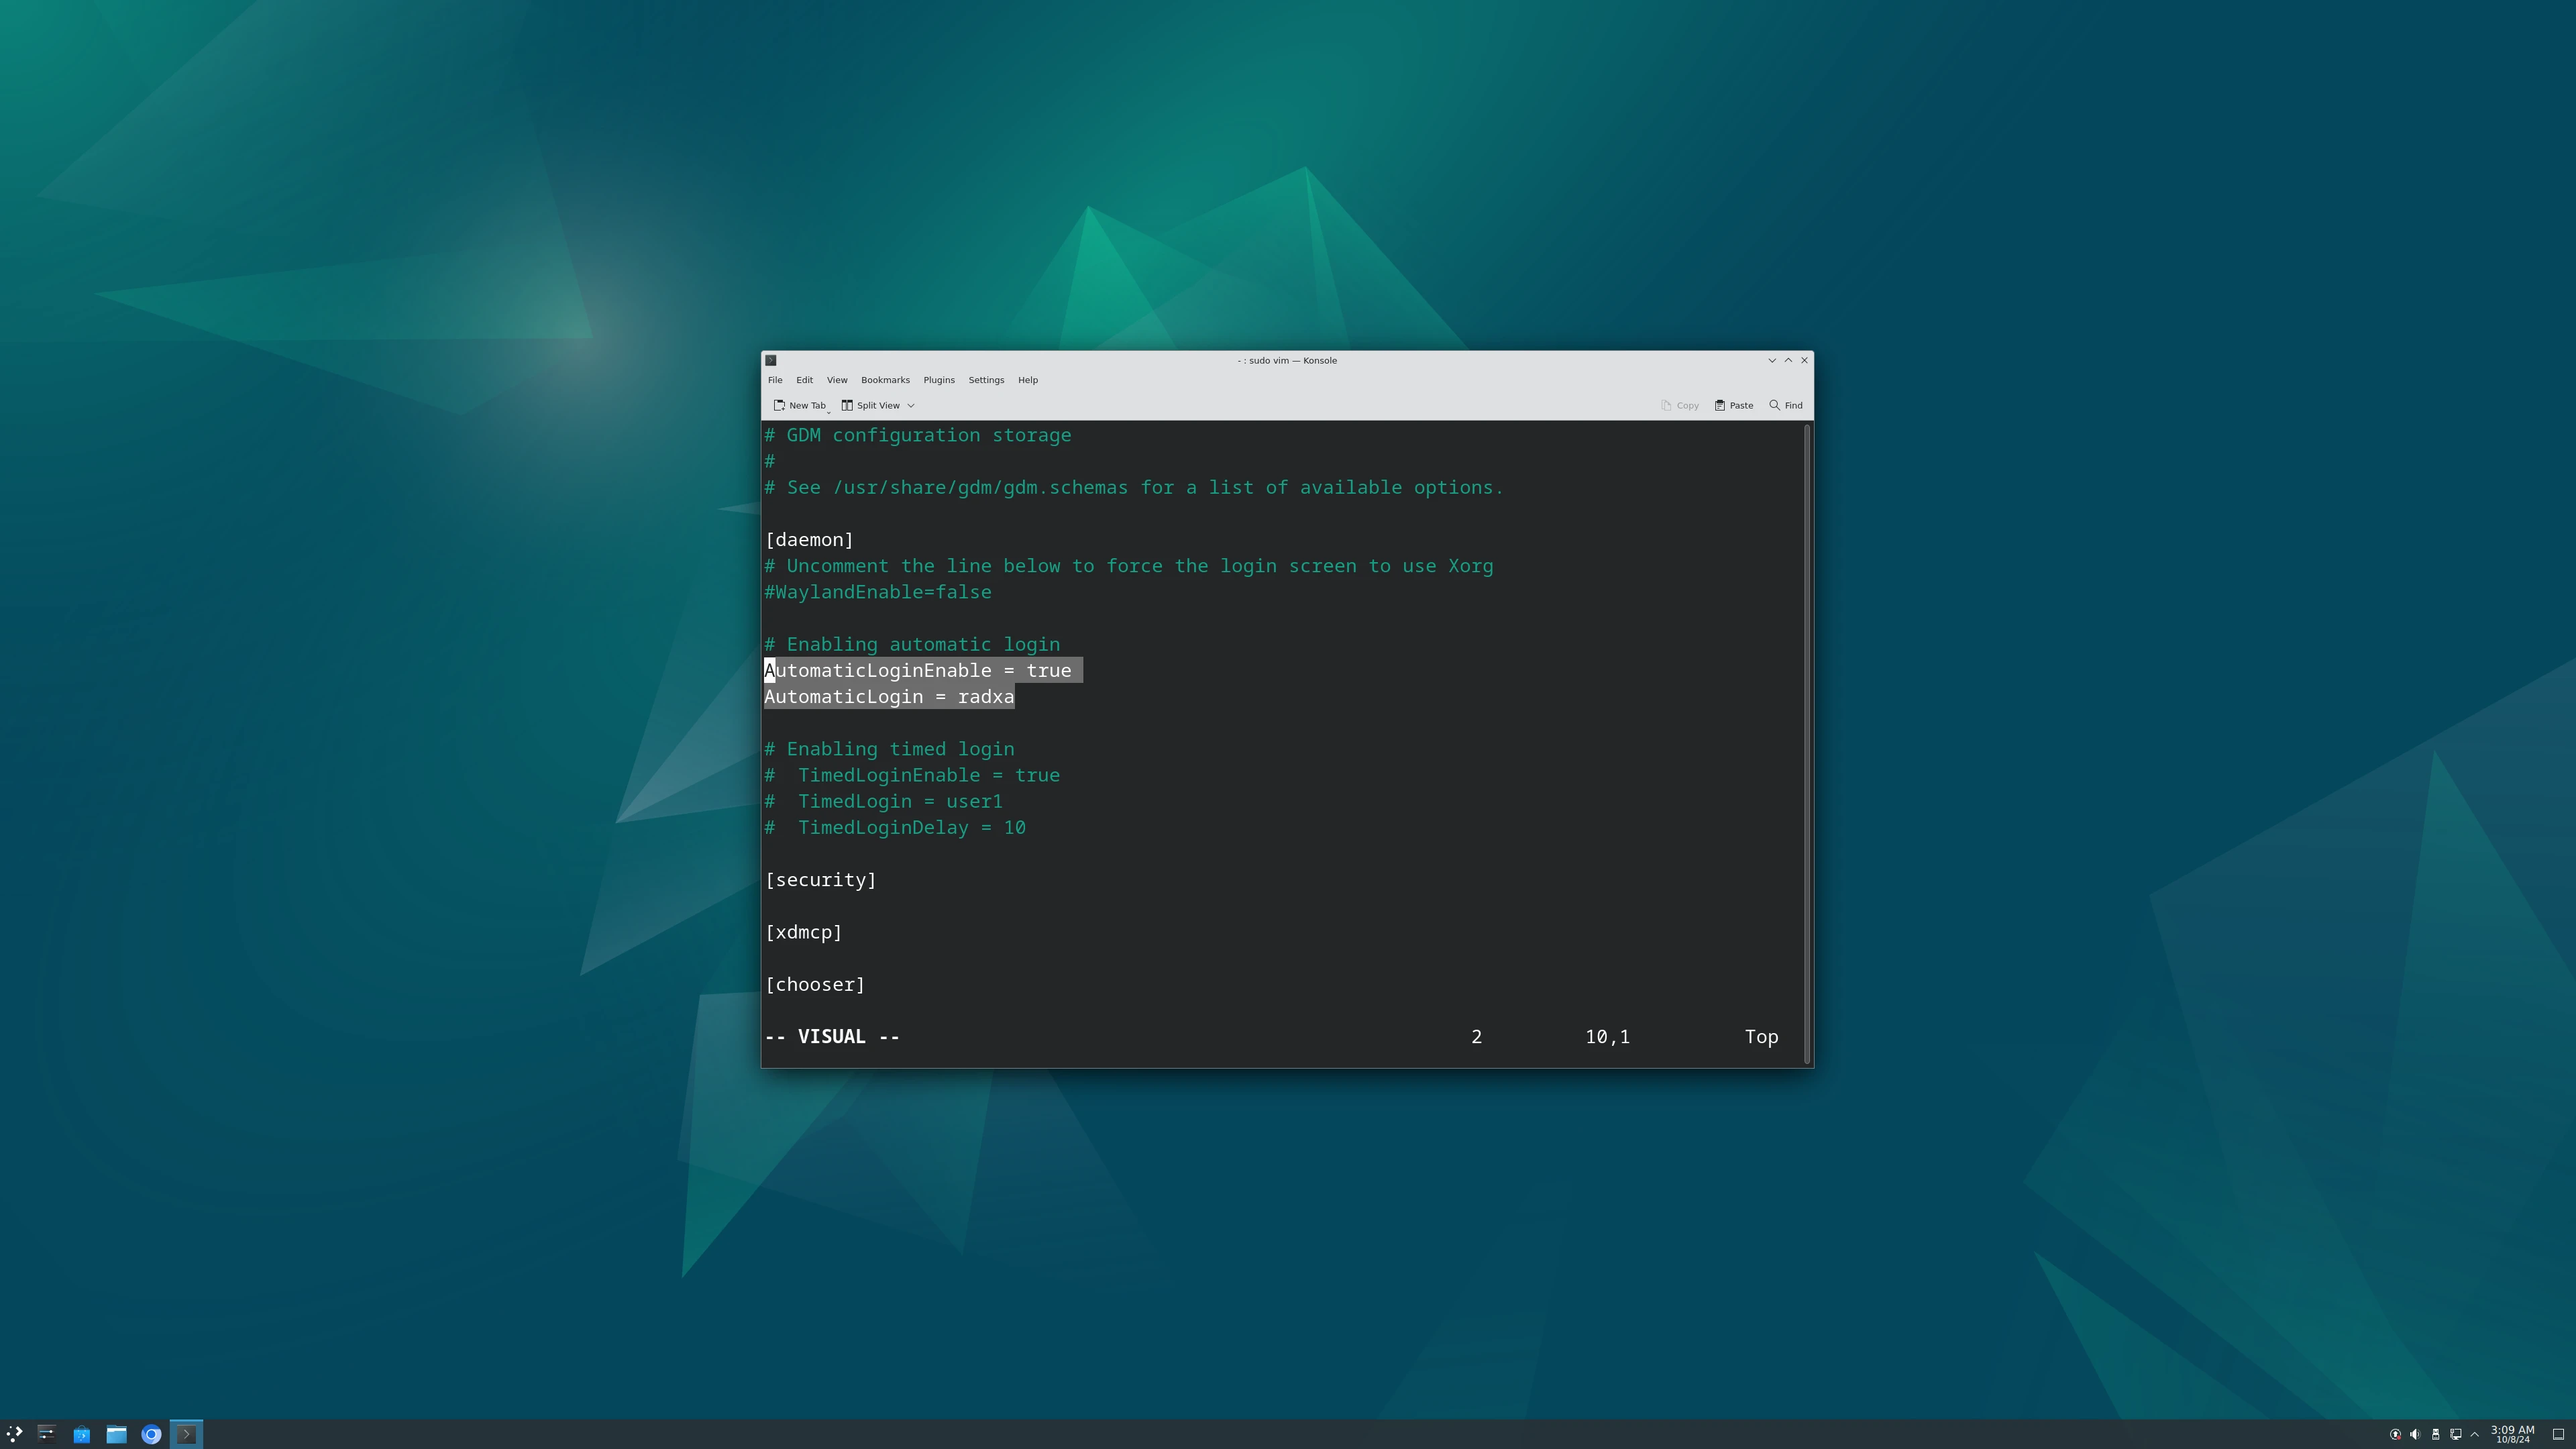 - : sudo vim — Konsole
File Edit View Bookmarks Plugins Settings Help
New Tab Split View Copy Paste Find
# GDM configuration storage
#
# See /usr/share/gdm/gdm.schemas for a list of available options.
[daemon]
# Uncomment the line below to force the login screen to use Xorg
#WaylandEnable=false
# Enabling automatic login
AutomaticLoginEnable = true
AutomaticLogin = radxa
# Enabling timed login
#  TimedLoginEnable = true
#  TimedLogin = user1
#  TimedLoginDelay = 10
[security]
[xdmcp]
[chooser]
-- VISUAL -- 2 10,1 Top
3:09 AM
10/8/24